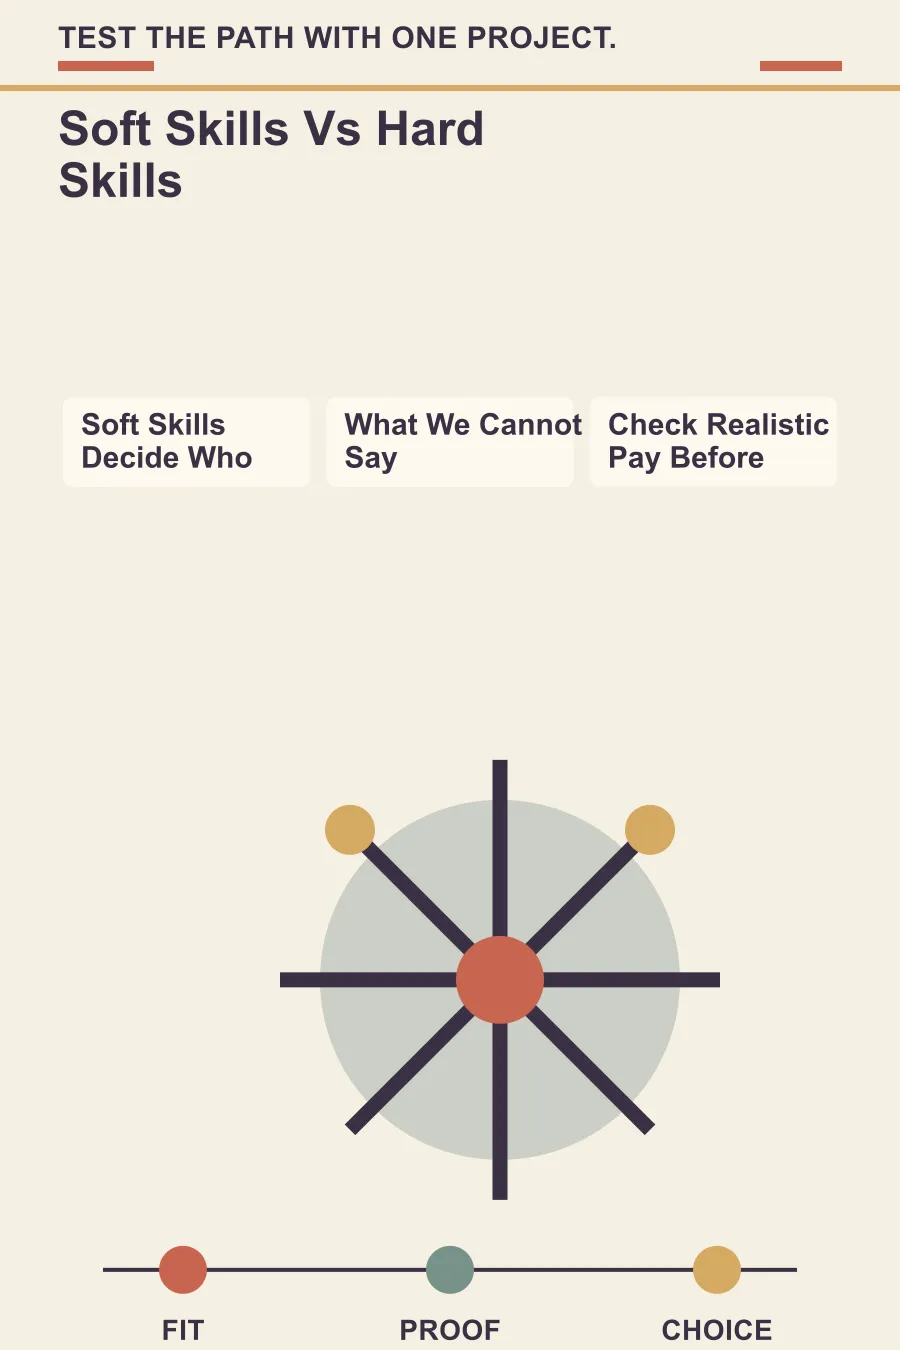 TEST THE PATH WITH ONE PROJECT.
Soft Skills Vs Hard
Skills
Soft Skills
Decide Who
What We Cannot
Say
Check Realistic
Pay Before
FIT
PROOF
CHOICE